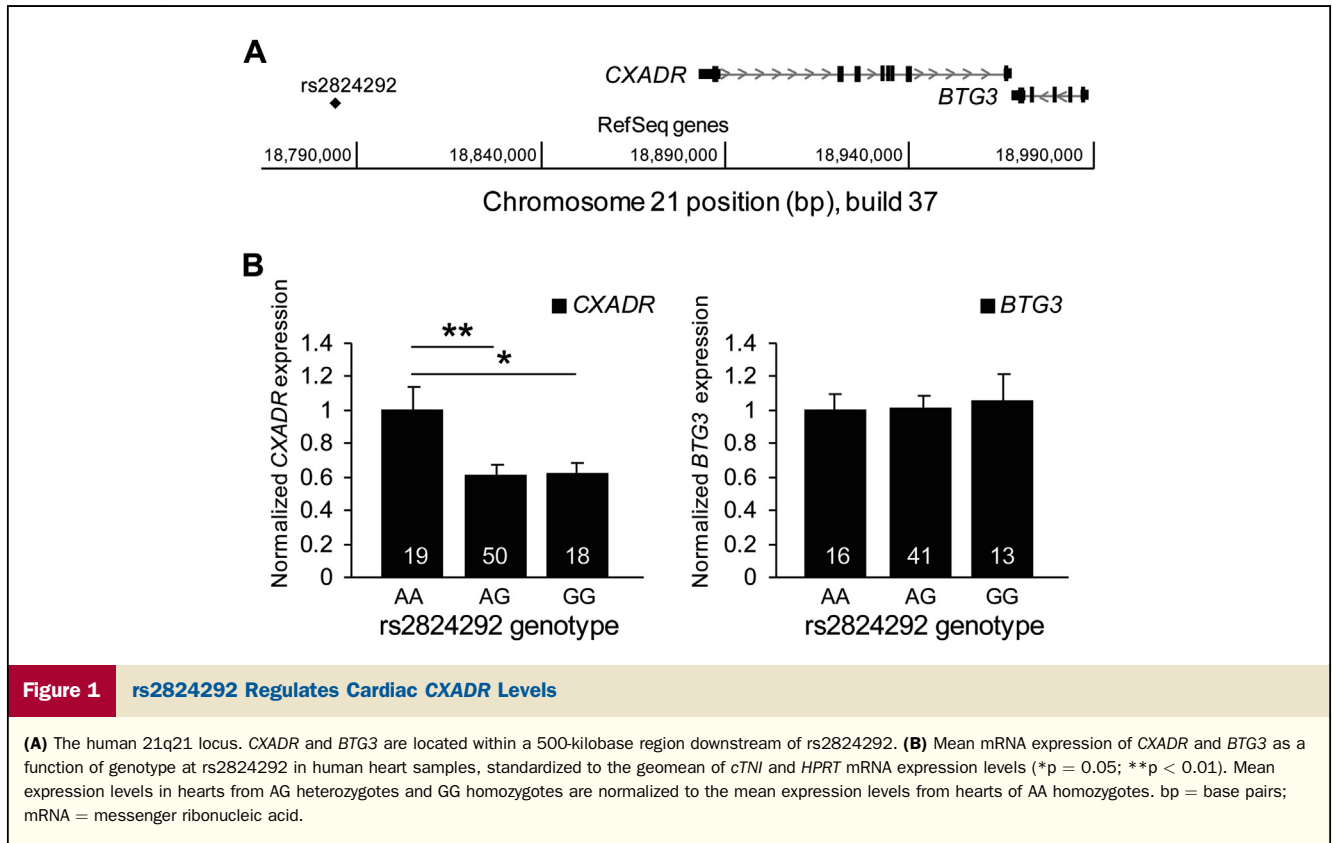 A
rs2824292
CXADR
BTG3
RefSeq genes
18,790,000 18,840,000 18,890,000 18,940,000 18,990,000
Chromosome 21 position (bp), build 37
B
Normalized CXADR expression
CXADR
**
*
1.4
1.2
1
0.8
0.6
0.4
0.2
0
19 50 18
AA AG GG
rs2824292 genotype
Normalized BTG3 expression
BTG3
1.4
1.2
1
0.8
0.6
0.4
0.2
0
16 41 13
AA AG GG
rs2824292 genotype
Figure 1 rs2824292 Regulates Cardiac CXADR Levels
(A) The human 21q21 locus. CXADR and BTG3 are located within a 500-kilobase region downstream of rs2824292. (B) Mean mRNA expression of CXADR and BTG3 as a
function of genotype at rs2824292 in human heart samples, standardized to the geomean of cTNI and HPRT mRNA expression levels (*p = 0.05; **p < 0.01). Mean
expression levels in hearts from AG heterozygotes and GG homozygotes are normalized to the mean expression levels from hearts of AA homozygotes. bp = base pairs;
mRNA = messenger ribonucleic acid.